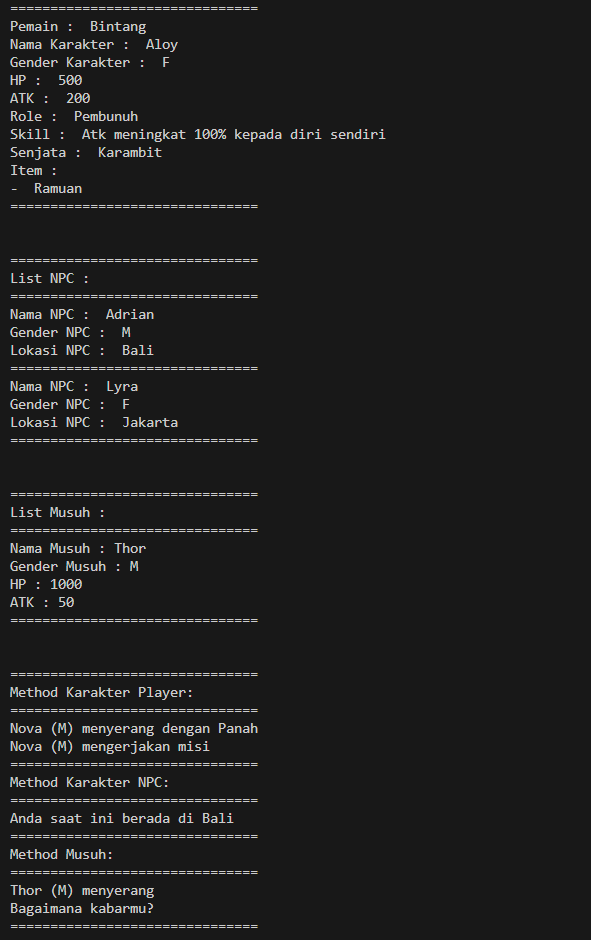 ===============================
Pemain :  Bintang
Nama Karakter :  Aloy
Gender Karakter :  F
HP :  500
ATK :  200
Role :  Pembunuh
Skill :  Atk meningkat 100% kepada diri sendiri
Senjata :  Karambit
Item :
-  Ramuan
===============================
===============================
List NPC :
===============================
Nama NPC :  Adrian
Gender NPC :  M
Lokasi NPC :  Bali
===============================
Nama NPC :  Lyra
Gender NPC :  F
Lokasi NPC :  Jakarta
===============================
===============================
List Musuh :
===============================
Nama Musuh : Thor
Gender Musuh : M
HP : 1000
ATK : 50
===============================
===============================
Method Karakter Player:
===============================
Nova (M) menyerang dengan Panah
Nova (M) mengerjakan misi
===============================
Method Karakter NPC:
===============================
Anda saat ini berada di Bali
===============================
Method Musuh:
===============================
Thor (M) menyerang
Bagaimana kabarmu?
===============================